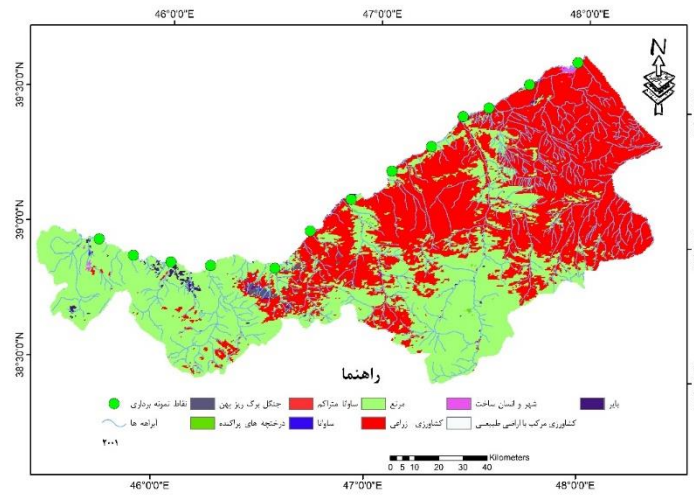 46°0'0"E 47°0'0"E 48°0'0"E
N
39°30'0"N
39°0'0"N
38°30'0"N
راهنما
نقاط نمونه برداری جنگل برگ ریز پهن ساوانا متراکم مرتع شهر و انسان ساخت بایر
آبراهه ها درختچه های پراکنده ساوانا کشاورزی زراعی کشاورزی مرکب با اراضی طبیعی
۲۰۰۱
Kilometers
0 5 10 20 30 40
46°0'0"E 47°0'0"E 48°0'0"E